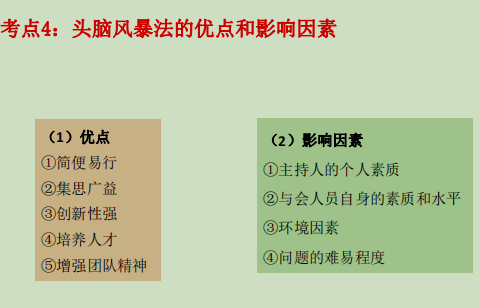 考点4：头脑风暴法的优点和影响因素
（1）优点
①简便易行
②集思广益
③创新性强
④培养人才
⑤增强团队精神
（2）影响因素
①主持人的个人素质
②与会人员自身的素质和水平
③环境因素
④问题的难易程度